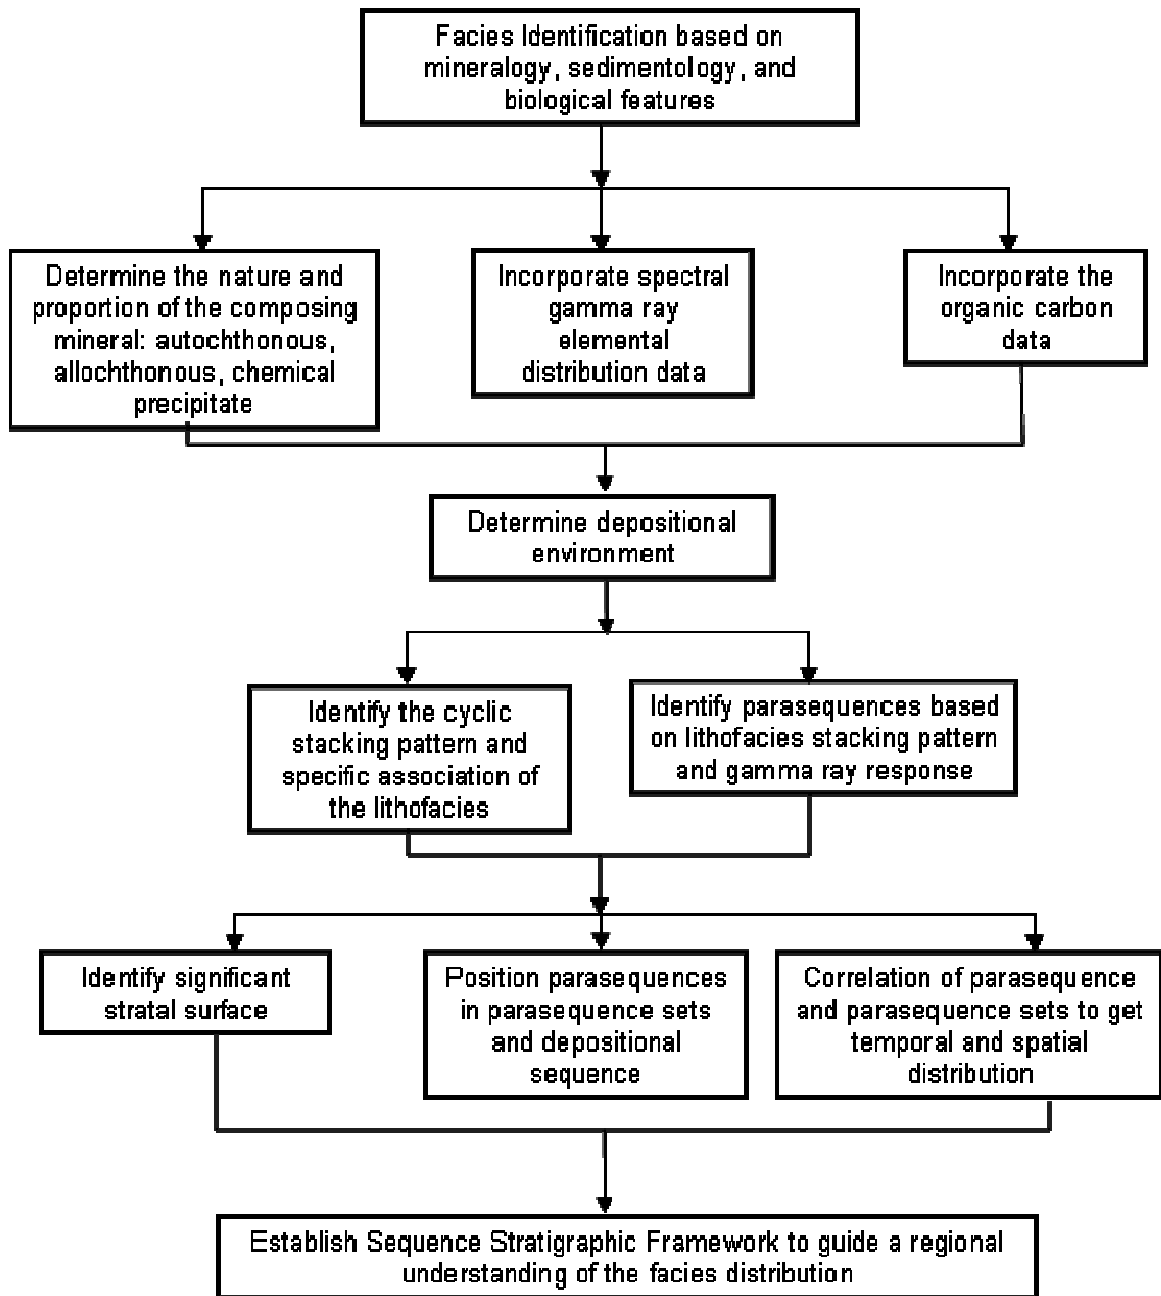 Facies Identification based on
mineralogy, sedimentology, and
biological features
Determine the nature and
proportion of the composing
mineral: autochthonous,
allochthonous, chemical
precipitate
Incorporate spectral
gamma ray
elemental
distribution data
Incorporate the
organic carbon
data
Determine depositional
environment
Identify the cyclic
stacking pattern and
specific association of
the lithofacies
Identify parasequences based
on lithofacies stacking pattern
and gamma ray response
Identify significant
stratal surface
Position parasequences
in parasequence sets
and depositional
sequence
Correlation of parasequence
and parasequence sets to get
temporal and spatial
distribution
Establish Sequence Stratigraphic Framework to guide a regional
understanding of the facies distribution